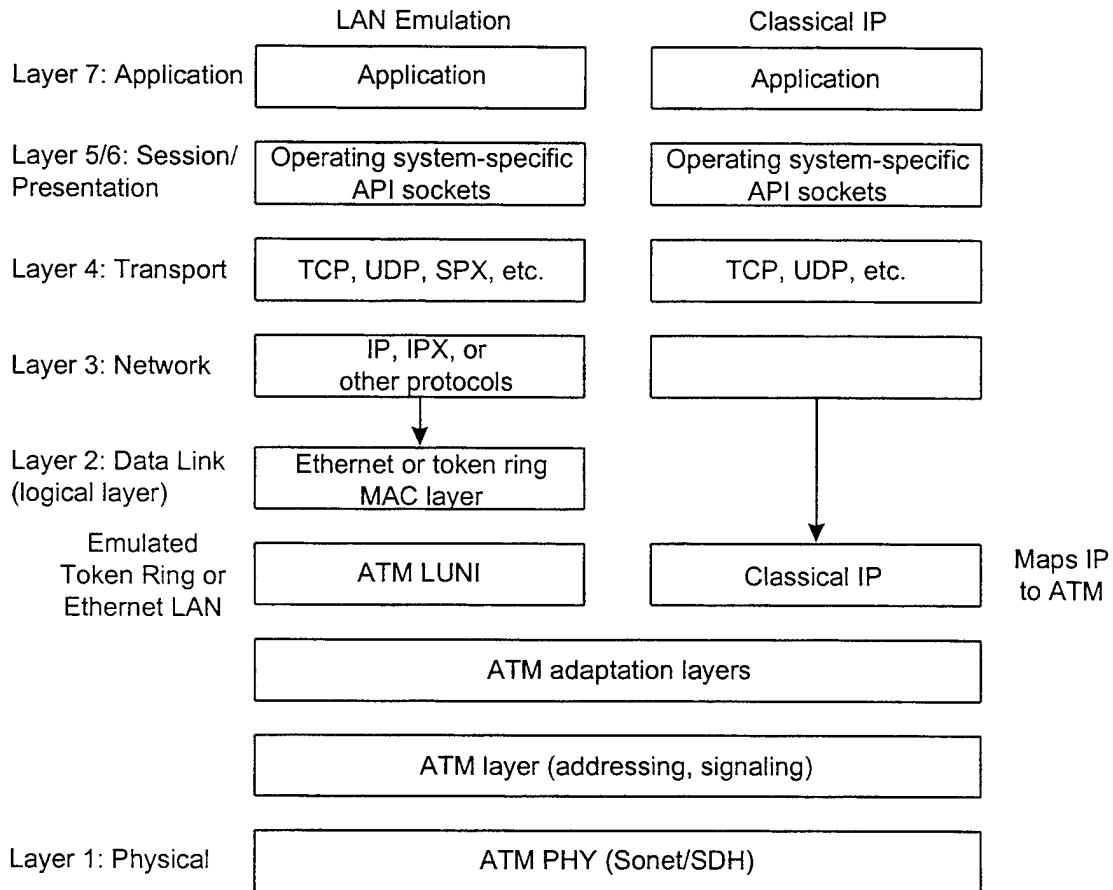 LAN Emulation
Classical IP
Layer 7: Application
Application
Application
Layer 5/6: Session/
Presentation
Operating system-specific
API sockets
Operating system-specific
API sockets
Layer 4: Transport
TCP, UDP, SPX, etc.
TCP, UDP, etc.
Layer 3: Network
IP, IPX, or
other protocols
Layer 2: Data Link
(logical layer)
Ethernet or token ring
MAC layer
Emulated
Token Ring or
Ethernet LAN
ATM LUNI
Classical IP
Maps IP
to ATM
ATM adaptation layers
ATM layer (addressing, signaling)
Layer 1: Physical
ATM PHY (Sonet/SDH)